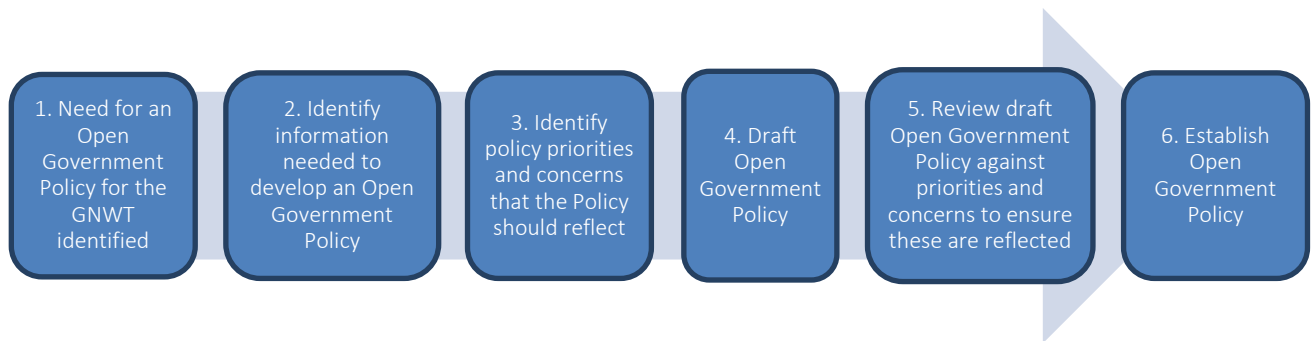 1. Need for an
Open
Government
Policy for the
GNWT
identified
2. Identify
information
needed to
develop an Open
Government
Policy
3. Identify
policy priorities
and concerns
that the Policy
should reflect
4. Draft
Open
Government
Policy
5. Review draft
Open Government
Policy against
priorities and
concerns to ensure
these are reflected
6. Establish
Open
Government
Policy